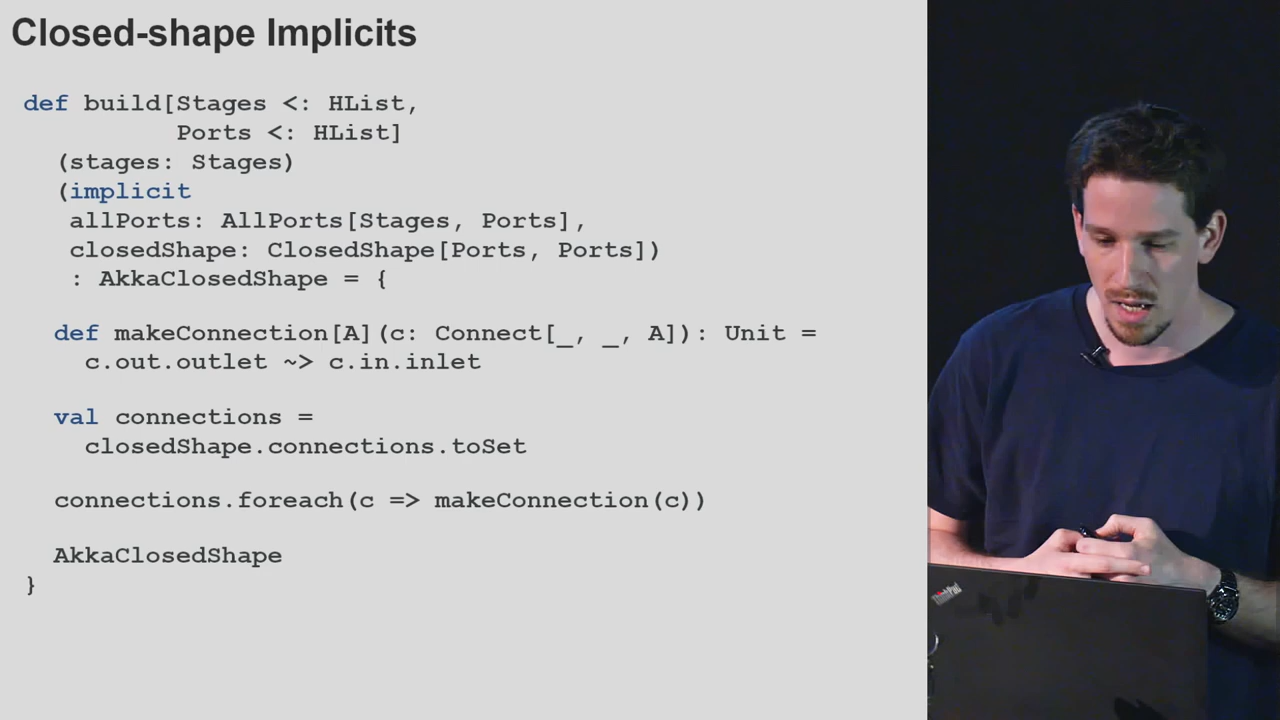 Closed-shape Implicits
def build[Stages <: HList,
Ports <: HList]
(stages: Stages)
(implicit
allPorts: AllPorts[Stages, Ports],
closedShape: ClosedShape[Ports, Ports])
: AkkaClosedShape = {
def makeConnection[A](c: Connect[_, _, A]): Unit =
c.out.outlet ~> c.in.inlet
val connections =
closedShape.connections.toSet
connections.foreach(c => makeConnection(c))
AkkaClosedShape
}
ThinkPad